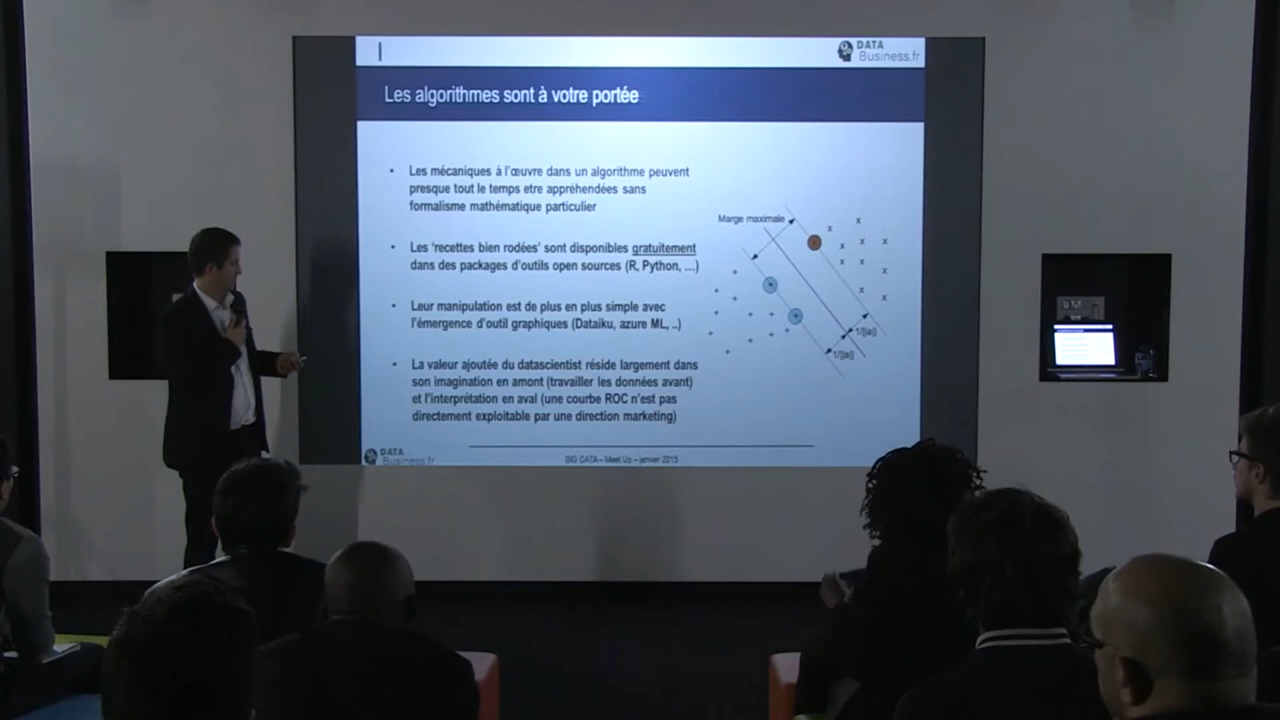 DATA
Business.fr
Les algorithmes sont à votre portée
• Les mécaniques à l'œuvre dans un algorithme peuvent
presque tout le temps etre appréhendées sans
formalisme mathématique particulier
• Les 'recettes bien rodées' sont disponibles gratuitement
dans des packages d'outils open sources (R, Python, ...)
• Leur manipulation est de plus en plus simple avec
l'émergence d'outil graphiques (Dataiku, azure ML, ..)
• La valeur ajoutée du datascientist réside largement dans
son imagination en amont (travailler les données avant)
et l'interprétation en aval (une courbe ROC n'est pas
directement exploitable par une direction marketing)
Marge maximale
1/||a||
1/||a||
DATA
Business.fr
BIG DATA – Meet Up – janvier 2015